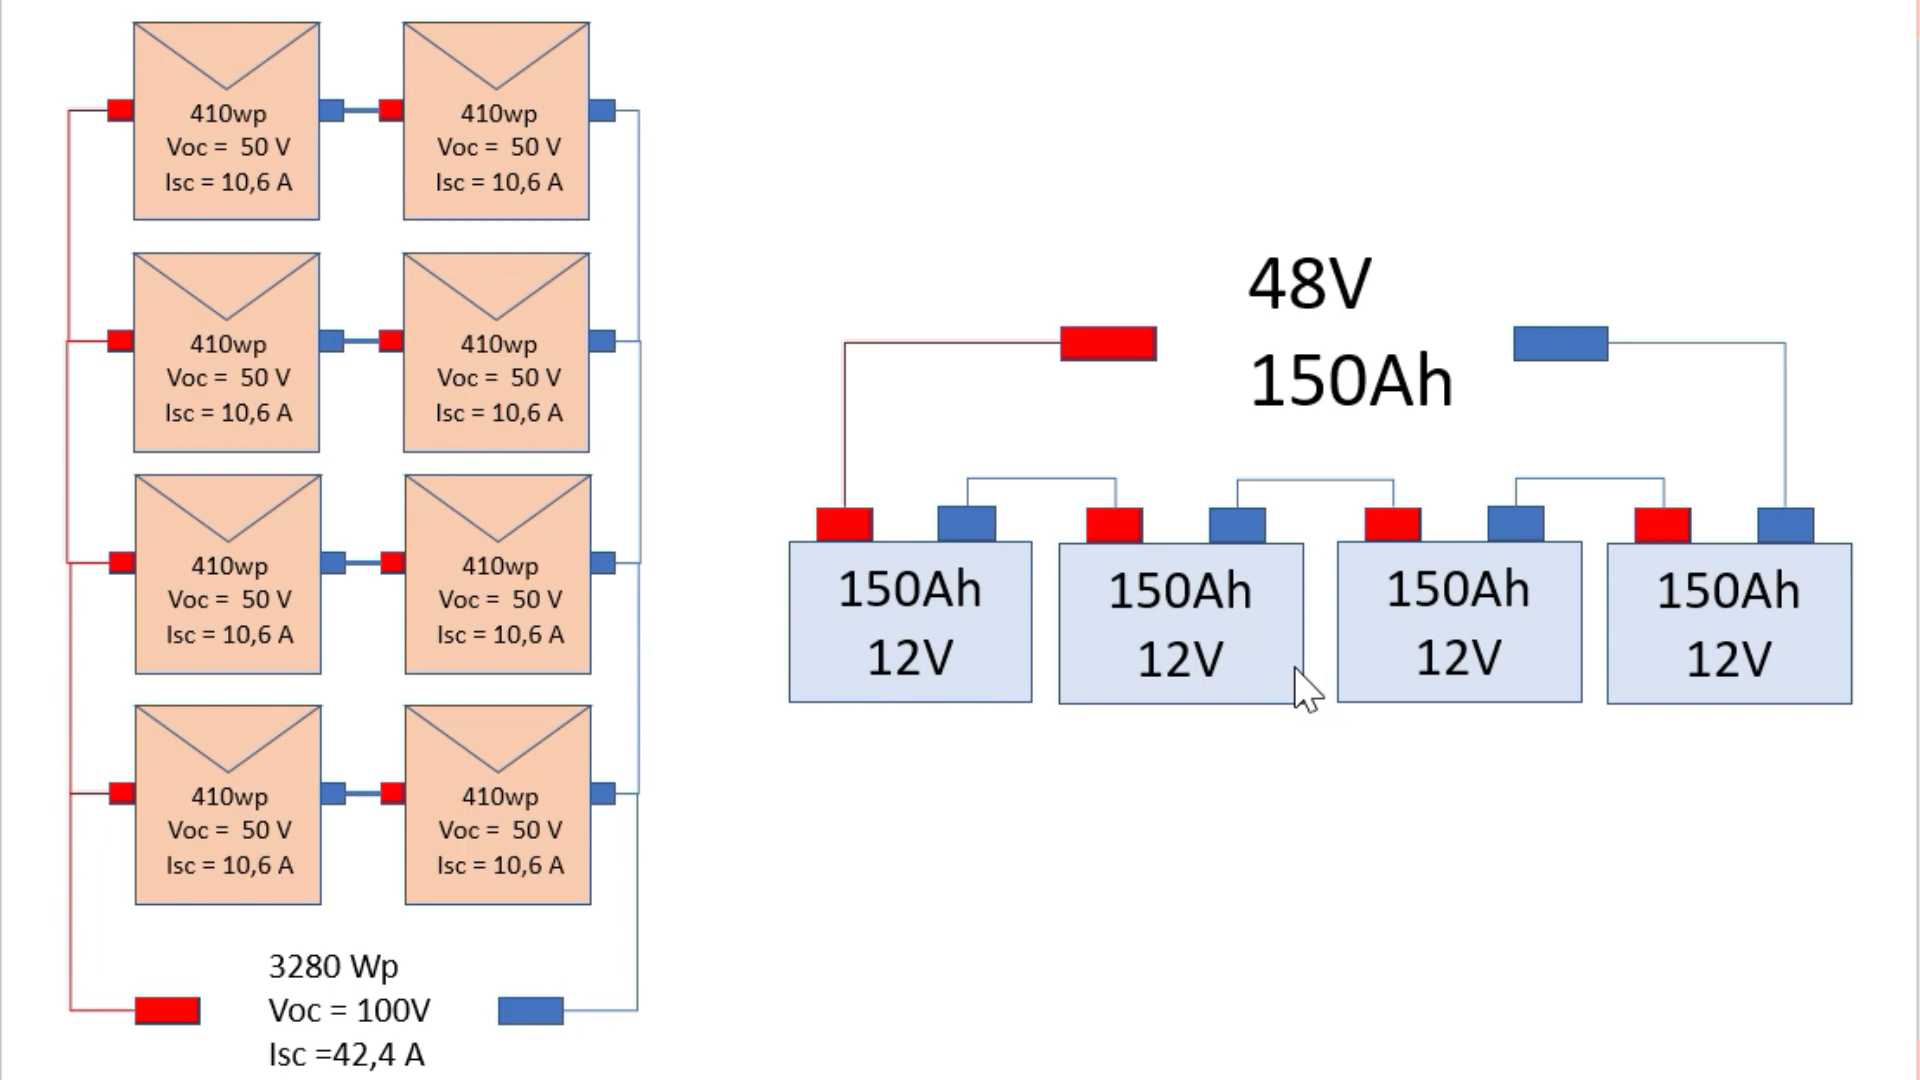 410wp
Voc =  50 V
Isc = 10,6 A
410wp
Voc =  50 V
Isc = 10,6 A
410wp
Voc =  50 V
Isc = 10,6 A
410wp
Voc =  50 V
Isc = 10,6 A
410wp
Voc =  50 V
Isc = 10,6 A
410wp
Voc =  50 V
Isc = 10,6 A
410wp
Voc =  50 V
Isc = 10,6 A
410wp
Voc =  50 V
Isc = 10,6 A
3280 Wp
Voc = 100V
Isc =42,4 A
48V
150Ah
150Ah
12V
150Ah
12V
150Ah
12V
150Ah
12V